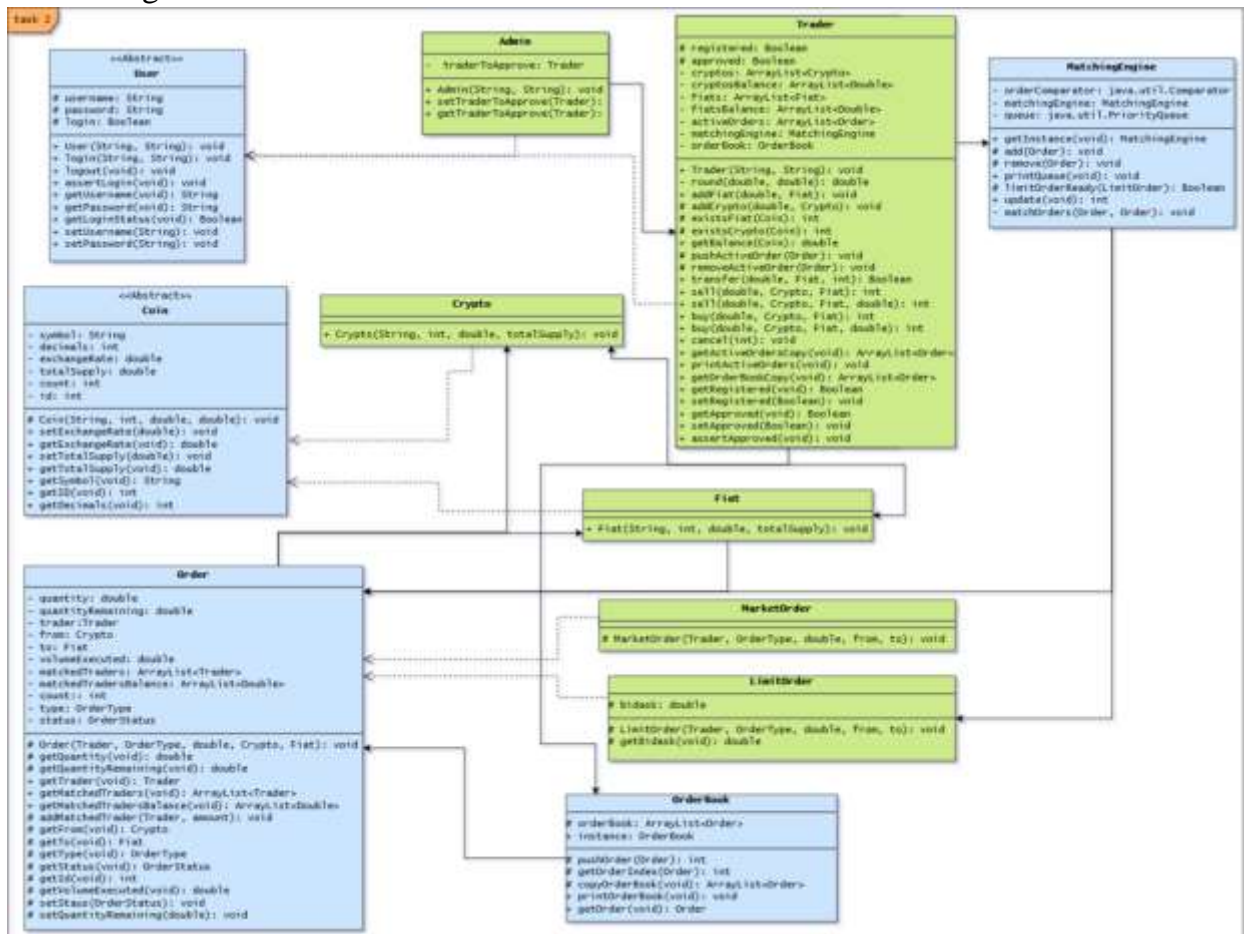 task 2
<<Abstract>>
User
# username: String
# password: String
# login: Boolean
+ User(String, String): void
+ login(String, String): void
+ logout(void): void
+ assertLogin(void): void
+ getUsername(void): String
+ getPassword(void): String
+ getLoginStatus(void): Boolean
+ setUsername(String): void
+ setPassword(String): void
Admin
- traderToApprove: Trader
+ Admin(String, String): void
+ setTraderToApprove(Trader):
+ getTraderToApprove(Trader):
Trader
# registered: Boolean
# approved: Boolean
- cryptos: ArrayList<Crypto>
- cryptosBalance: ArrayList<Double>
- fiats: ArrayList<Fiat>
- fiatsBalance: ArrayList<Double>
- activeOrders: ArrayList<Order>
- matchingEngine: MatchingEngine
- orderBook: OrderBook
+ Trader(String, String): void
- round(double, double): double
+ addFiat(double, Fiat): void
# addCrypto(double, Crypto): void
# existsFiat(Coin): int
# existsCrypto(Coin): int
+ getBalance(Coin): double
# pushActiveOrder(Order): void
# removeActiveOrder(Order): void
+ transfer(double, Fiat, int): Boolean
+ sell(double, Crypto, Fiat): int
+ sell(double, Crypto, Fiat, double): int
+ buy(double, Crypto, Fiat): int
+ buy(double, Crypto, Fiat, double): int
+ cancel(int): void
+ getActiveOrdersCopy(void): ArrayList<Order>
+ printActiveOrders(void): void
+ getOrderBookCopy(void): ArrayList<Order>
+ getRegistered(void): Boolean
+ setRegistered(Boolean): void
+ getApproved(void): Boolean
+ setApproved(Boolean): void
+ assertApproved(void): void
MatchingEngine
- orderComparator: java.util.Comparator
- matchingEngine: MatchingEngine
- queue: java.util.PriorityQueue
+ getInstance(void): MatchingEngine
# add(Order): void
# remove(Order): void
+ printQueue(void): void
# limitOrderReady(LimitOrder): Boolean
+ update(void): int
- matchOrders(Order, Order): void
<<Abstract>>
Coin
- symbol: String
- decimals: int
- exchangeRate: double
- totalSupply: double
- count: int
- id: int
# Coin(String, int, double, double): void
+ setExchangeRate(double): void
+ getExchangeRate(void): double
+ setTotalSupply(double): void
+ getTotalSupply(void): double
+ getSymbol(void): String
+ getID(void): int
+ getDecimals(void): int
Crypto
+ Crypto(String, int, double, totalSupply): void
Fiat
+ Fiat(String, int, double, totalSupply): void
Order
- quantity: double
- quantityRemaining: double
- trader:Trader
- from: Crypto
- to: Fiat
- volumeExecuted: double
- matchedTraders: ArrayList<Trader>
- matchedTradersBalance: ArrayList<Double>
- count:: int
- type: OrderType
- status: OrderStatus
# Order(Trader, OrderType, double, Crypto, Fiat): void
# getQuantity(void): double
# getQuantityRemaining(void): double
+ getTrader(void): Trader
+ getMatchedTraders(void): ArrayList<Trader>
+ getMatchedTradersBalance(void): ArrayList<Double>
# addMatchedTrader(Trader, amount): void
# getFrom(void): Crypto
# getTo(void): Fiat
# getType(void): OrderType
# getStatus(void): OrderStatus
# getId(void): int
# getVolumeExecuted(void): double
# setStaus(OrderStatus): void
# setQuantityRemaining(double): void
MarketOrder
# MarketOrder(Trader, OrderType, double, from, to): void
LimitOrder
# bidask: double
# LimitOrder(Trader, OrderType, double, from, to): void
# getBidask(void): double
OrderBook
# orderBook: ArrayList<Order>
+ instance: OrderBook
# pushOrder(Order): int
# getOrderIndex(Order): int
# copyOrderBook(void): ArrayList<Order>
+ printOrderBook(void): void
+ getOrder(void): Order